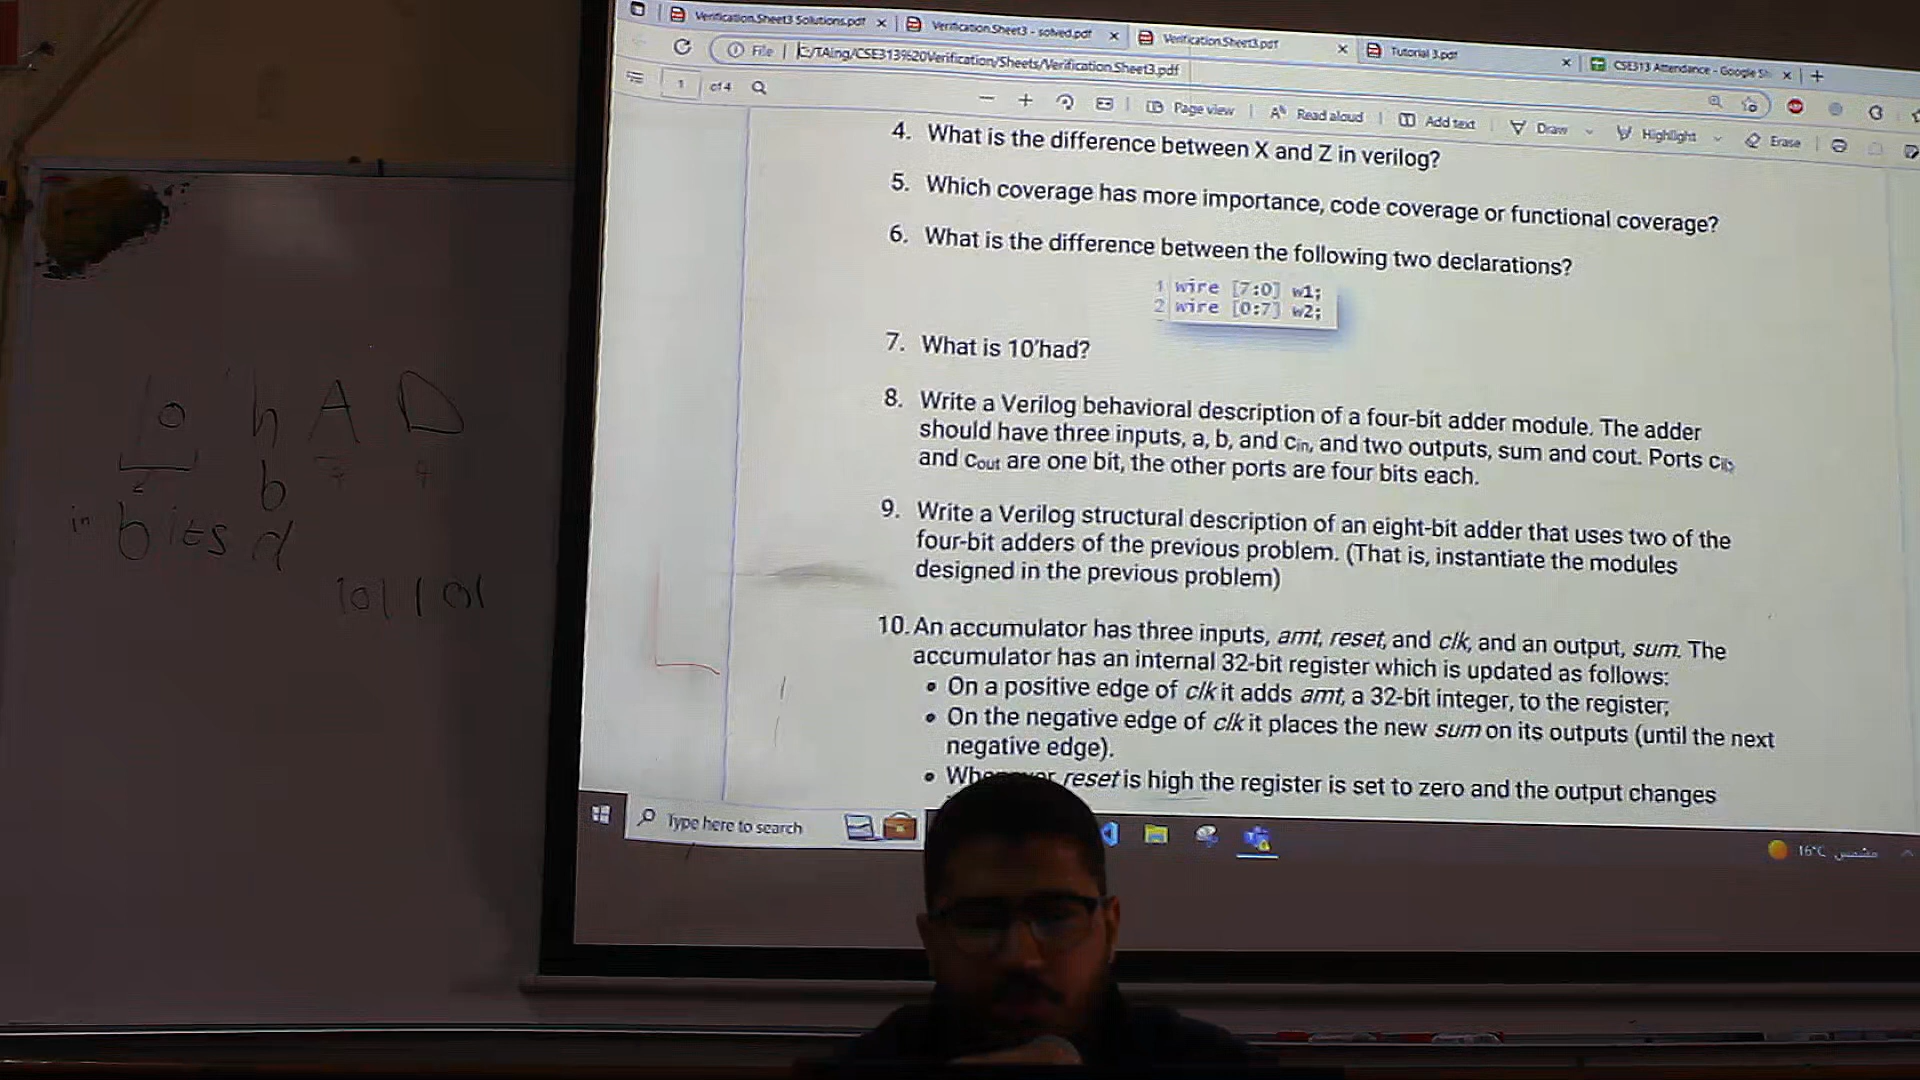 Verification.Sheet3 Solutions.pdf
Verification.Sheet3 - solved.pdf
Verification.Sheet3.pdf
Tutorial 3.pdf
CSE313 Attendance - Google Sh
File
E:/TAing/CSE313%20Verification/Sheets/Verification.Sheet3.pdf
1 of 4
Page view
Read aloud
Add text
Draw
Highlight
Erase
4. What is the difference between X and Z in verilog?
5. Which coverage has more importance, code coverage or functional coverage?
6. What is the difference between the following two declarations?
1 wire [7:0] w1;
2 wire [0:7] w2;
7. What is 10'had?
8. Write a Verilog behavioral description of a four-bit adder module. The adder
should have three inputs, a, b, and cin, and two outputs, sum and cout. Ports cin
and cout are one bit, the other ports are four bits each.
9. Write a Verilog structural description of an eight-bit adder that uses two of the
four-bit adders of the previous problem. (That is, instantiate the modules
designed in the previous problem)
10. An accumulator has three inputs, amt, reset, and clk, and an output, sum. The
accumulator has an internal 32-bit register which is updated as follows:
• On a positive edge of clk it adds amt, a 32-bit integer, to the register;
• On the negative edge of clk it places the new sum on its outputs (until the next
negative edge).
• Whenever reset is high the register is set to zero and the output changes
Type here to search
16°C مشمس
10 h A D
b
in bits d